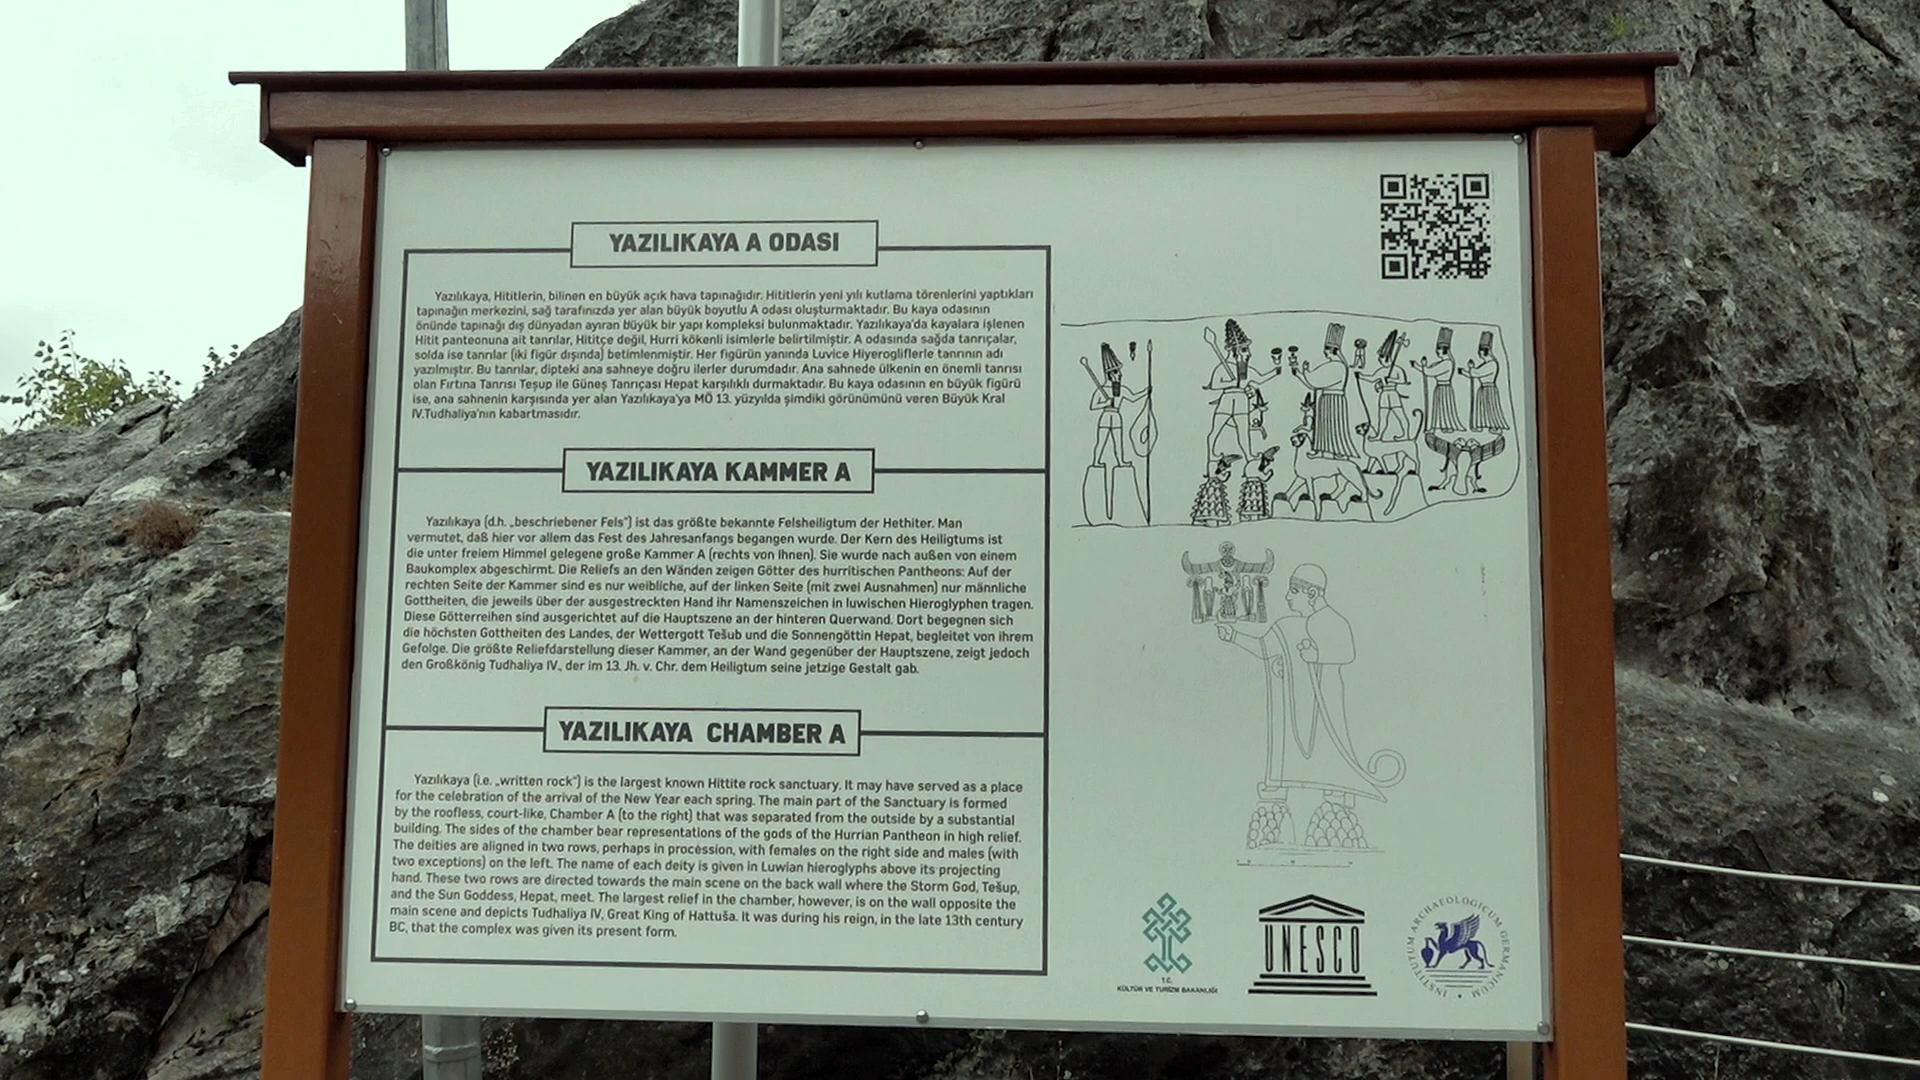 YAZILIKAYA A ODASI
Yazılıkaya, Hititlerin, bilinen en büyük açık hava tapınağıdır. Hititlerin yeni yılı kutlama törenlerini yaptıkları
tapınağın merkezini, sağ tarafınızda yer alan büyük boyutlu A odası oluşturmaktadır. Bu kaya odasının
önünde tapınağı dış dünyadan ayıran büyük bir yapı kompleksi bulunmaktadır. Yazılıkaya'da kayalara işlenen
Hitit panteonuna ait tanrılar, Hititçe değil, Hurri kökenli isimlerle belirtilmiştir. A odasında sağda tanrıçalar,
solda ise tanrılar (iki figür dışında) betimlenmiştir. Her figürün yanında Luvice Hiyerogliflerle tanrının adı
yazılmıştır. Bu tanrılar, dipteki ana sahneye doğru ilerler durumdadır. Ana sahnede ülkenin en önemli tanrısı
olan Fırtına Tanrısı Teşup ile Güneş Tanrıçası Hepat karşılıklı durmaktadır. Bu kaya odasının en büyük figürü
ise, ana sahnenin karşısında yer alan Yazılıkaya'ya MÖ 13. yüzyılda şimdiki görünümünü veren Büyük Kral
IV.Tudhaliya'nın kabartmasıdır.
YAZILIKAYA KAMMER A
Yazılıkaya (d.h. „beschriebener Fels“) ist das größte bekannte Felsheiligtum der Hethiter. Man
vermutet, daß hier vor allem das Fest des Jahresanfangs begangen wurde. Der Kern des Heiligtums ist
die unter freiem Himmel gelegene große Kammer A (rechts von Ihnen). Sie wurde nach außen von einem
Baukomplex abgeschirmt. Die Reliefs an den Wänden zeigen Götter des hurritischen Pantheons: Auf der
rechten Seite der Kammer sind es nur weibliche, auf der linken Seite (mit zwei Ausnahmen) nur männliche
Gottheiten, die jeweils über der ausgestreckten Hand ihr Namenszeichen in luwischen Hieroglyphen tragen.
Diese Götterreihen sind ausgerichtet auf die Hauptszene an der hinteren Querwand. Dort begegnen sich
die höchsten Gottheiten des Landes, der Wettergott Tešub und die Sonnengöttin Hepat, begleitet von ihrem
Gefolge. Die größte Reliefdarstellung dieser Kammer, an der Wand gegenüber der Hauptszene, zeigt jedoch
den Großkönig Tudhaliya IV., der im 13. Jh. v. Chr. dem Heiligtum seine jetzige Gestalt gab.
YAZILIKAYA CHAMBER A
Yazılıkaya (i.e. „written rock“) is the largest known Hittite rock sanctuary. It may have served as a place
for the celebration of the arrival of the New Year each spring. The main part of the Sanctuary is formed
by the roofless, court-like, Chamber A (to the right) that was separated from the outside by a substantial
building. The sides of the chamber bear representations of the gods of the Hurrian Pantheon in high relief.
The deities are aligned in two rows, perhaps in procession, with females on the right side and males (with
two exceptions) on the left. The name of each deity is given in Luwian hieroglyphs above its projecting
hand. These two rows are directed towards the main scene on the back wall where the Storm God, Tešup,
and the Sun Goddess, Hepat, meet. The largest relief in the chamber, however, is on the wall opposite the
main scene and depicts Tudhaliya IV, Great King of Hattuša. It was during his reign, in the late 13th century
BC, that the complex was given its present form.
T.C.
KÜLTÜR VE TURİZM BAKANLIĞI
UNESCO
INSTITUTUM ARCHAEOLOGICUM GERMANICUM